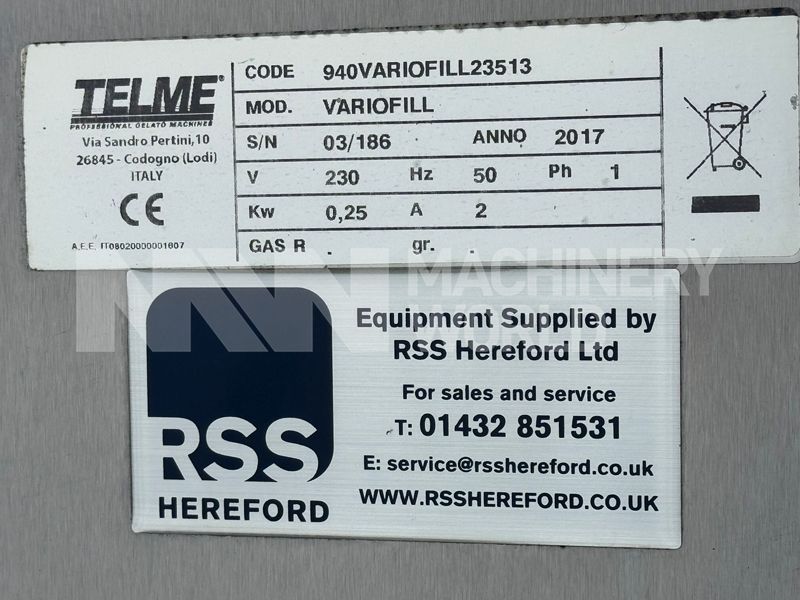 TELME®
PROFESSIONAL GELATO MACHINES
Via Sandro Pertini,10
26845 - Codogno (Lodi)
ITALY
CE
A.E.E. IT08020000001607
CODE 940VARIOFILL23513
MOD. VARIOFILL
S/N 03/186 ANNO 2017
V 230 Hz 50 Ph 1
Kw 0,25 A 2
GAS R . gr. .
MACHINERY
WORLD
RSS
HEREFORD
Equipment Supplied by
RSS Hereford Ltd
For sales and service
T: 01432 851531
E: service@rsshereford.co.uk
WWW.RSSHEREFORD.CO.UK